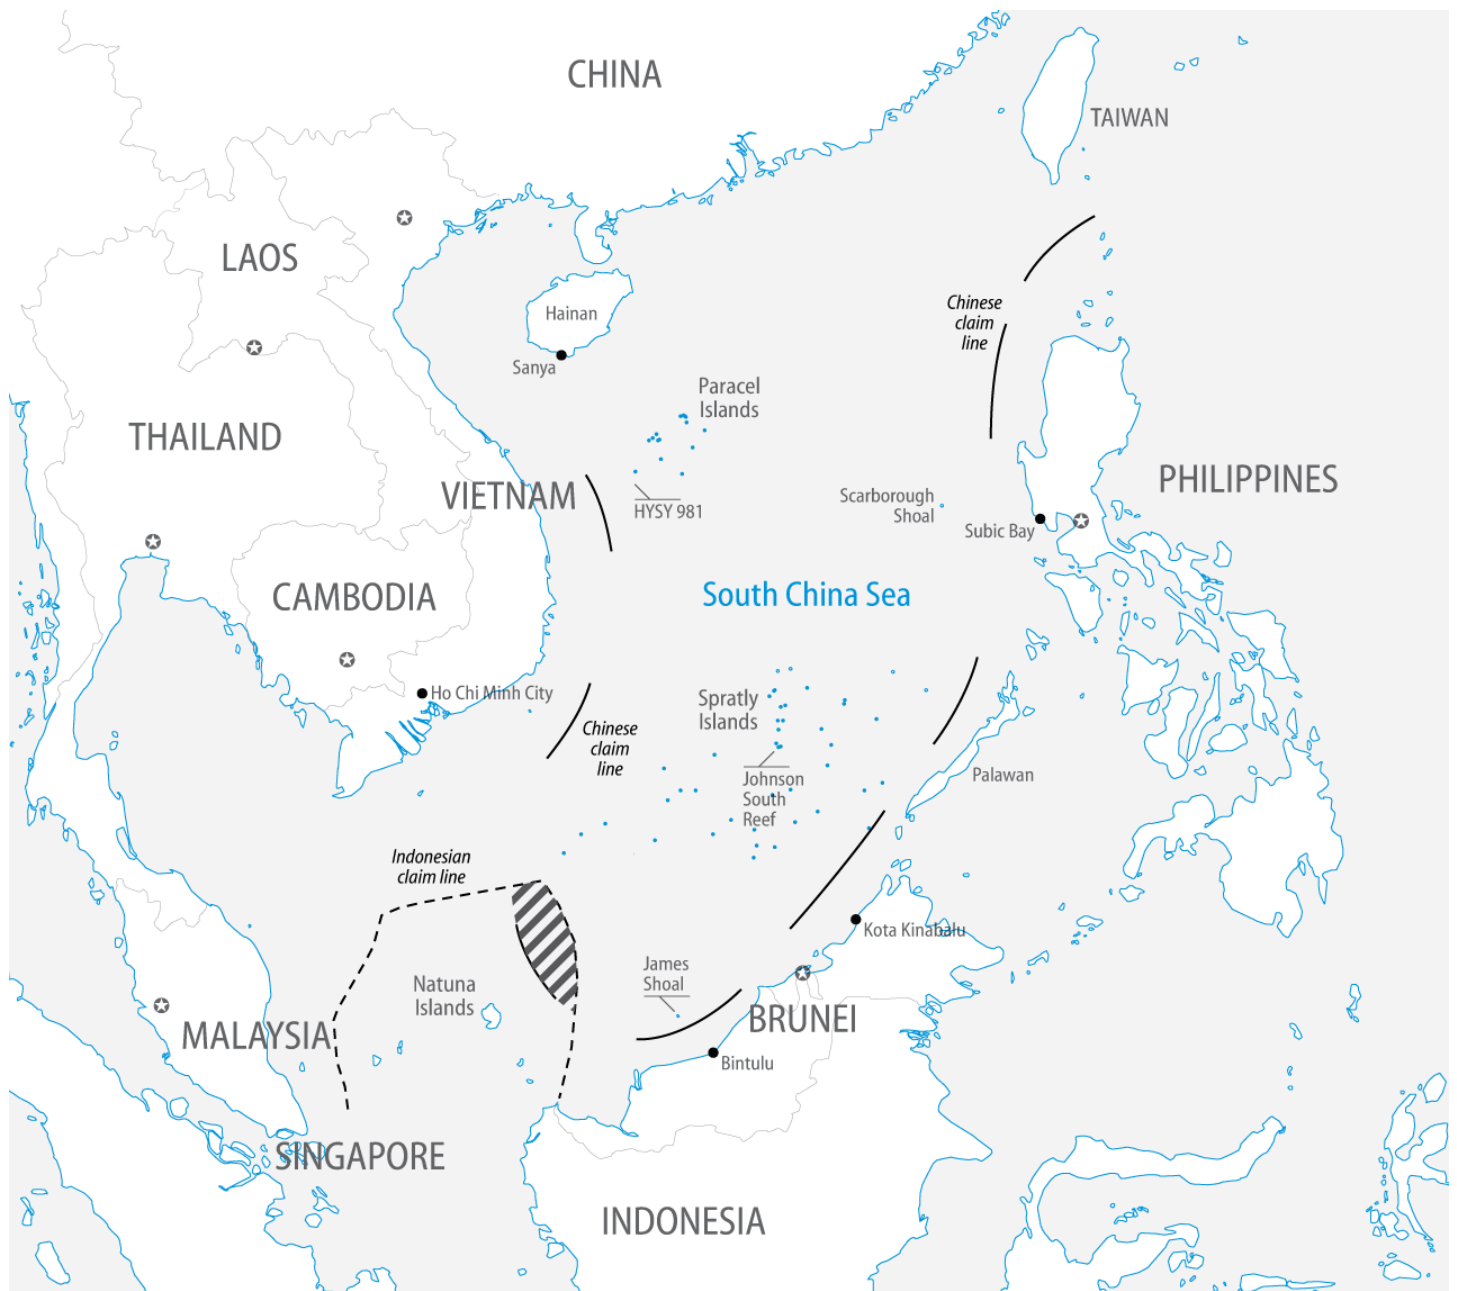 CHINA
TAIWAN
LAOS
Hainan
Chinese
claim
line
Sanya
Paracel
Islands
THAILAND
VIETNAM
HYSY 981
Scarborough
Shoal
PHILIPPINES
Subic Bay
South China Sea
CAMBODIA
Ho Chi Minh City
Spratly
Islands
Chinese
claim
line
Johnson
South
Reef
Palawan
Indonesian
claim line
Kota Kinabalu
James
Shoal
Natuna
Islands
BRUNEI
MALAYSIA
Bintulu
SINGAPORE
INDONESIA